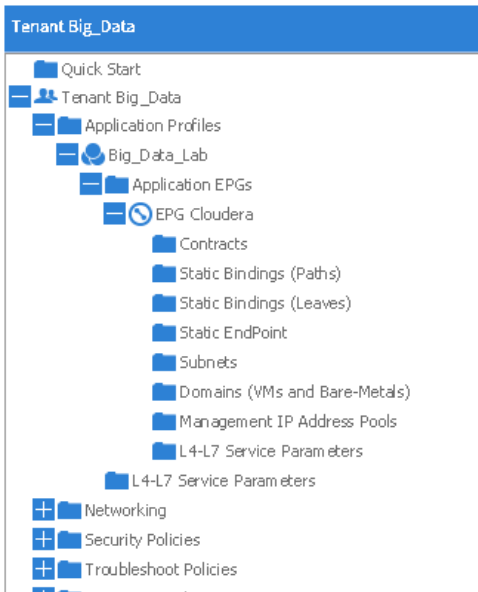 Tenant Big_Data
Quick Start
Tenant Big_Data
Application Profiles
Big_Data_Lab
Application EPGs
EPG Cloudera
Contracts
Static Bindings (Paths)
Static Bindings (Leaves)
Static EndPoint
Subnets
Domains (VMs and Bare-Metals)
Management IP Address Pools
L4-L7 Service Parameters
L4-L7 Service Parameters
Networking
Security Policies
Troubleshoot Policies